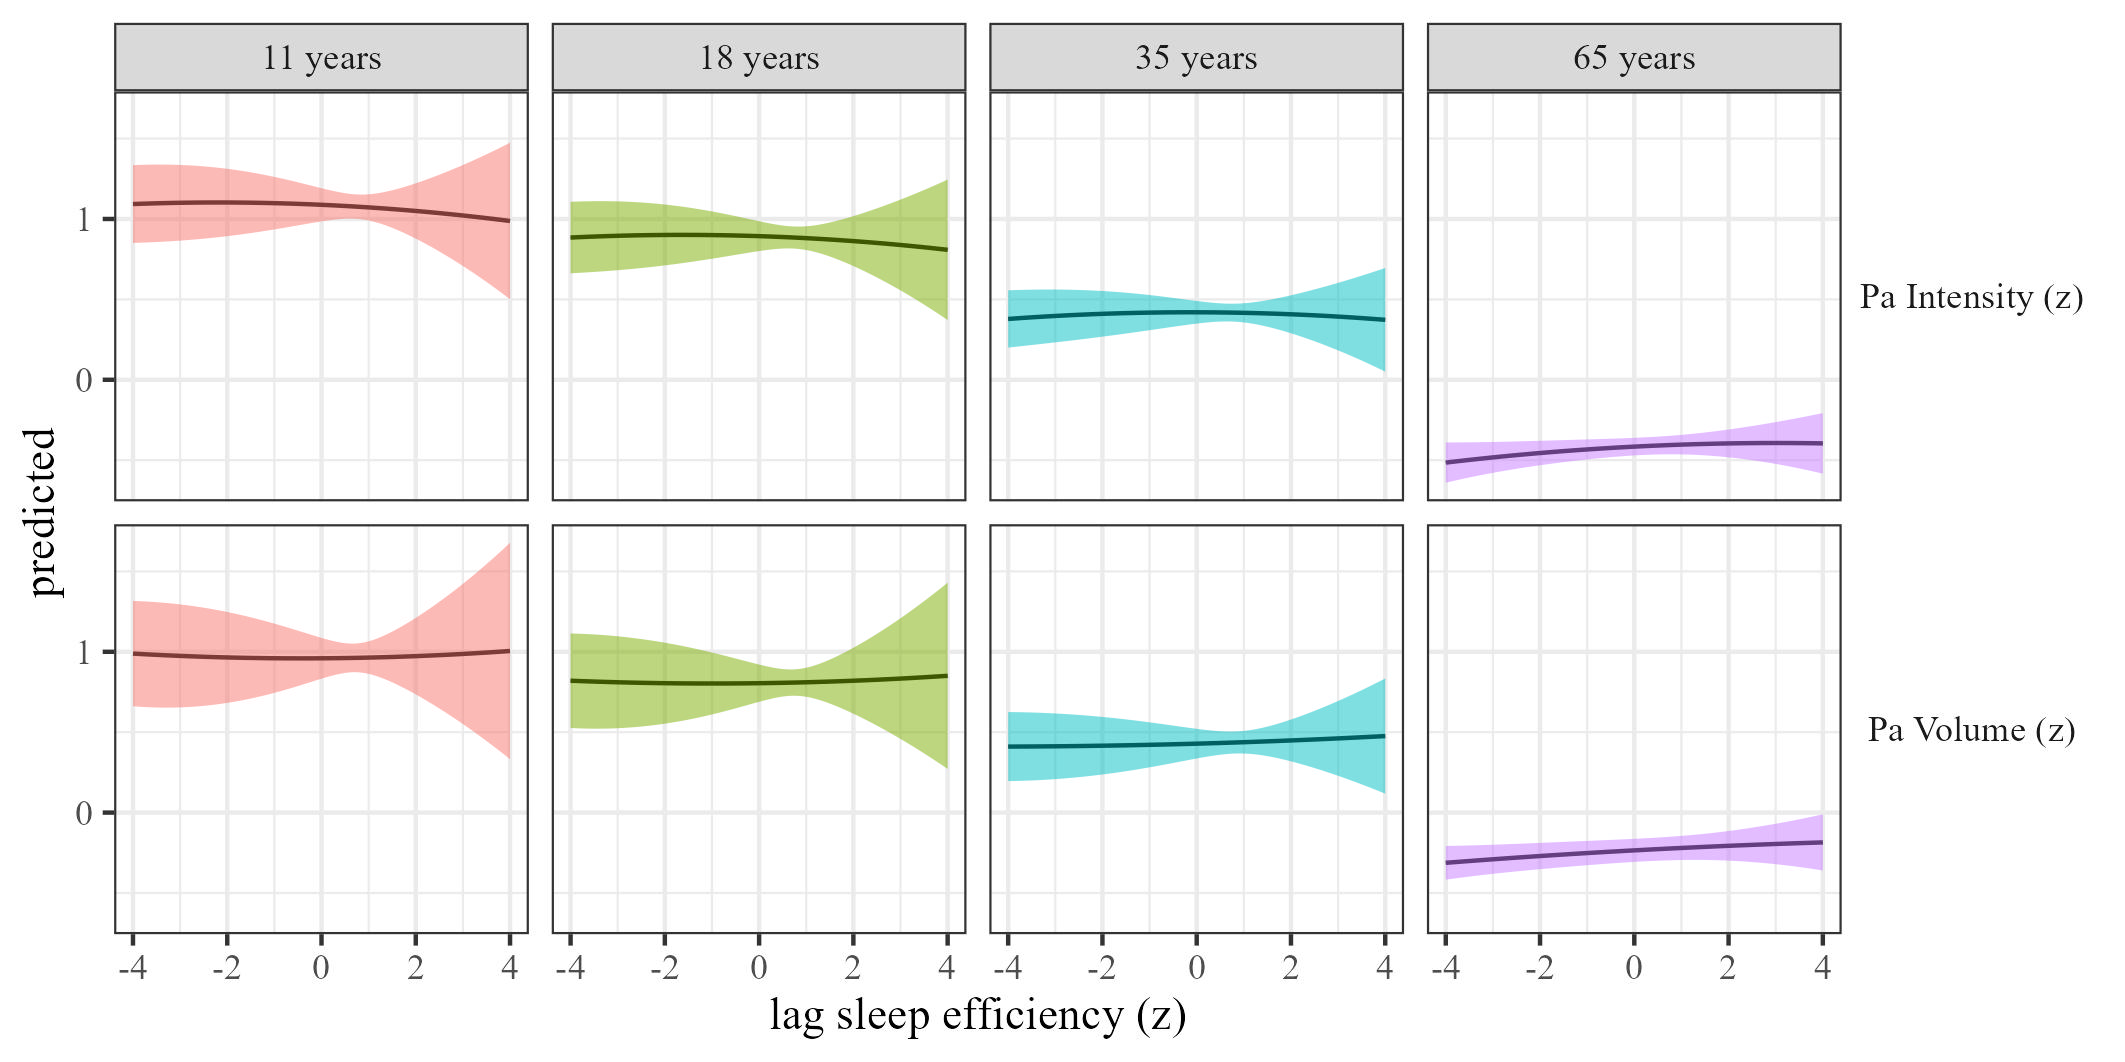 11 years
18 years
35 years
65 years
1
0
Pa Intensity (z)
predicted
1
0
Pa Volume (z)
-4 -2 0 2 4
-4 -2 0 2 4
-4 -2 0 2 4
-4 -2 0 2 4
lag sleep efficiency (z)